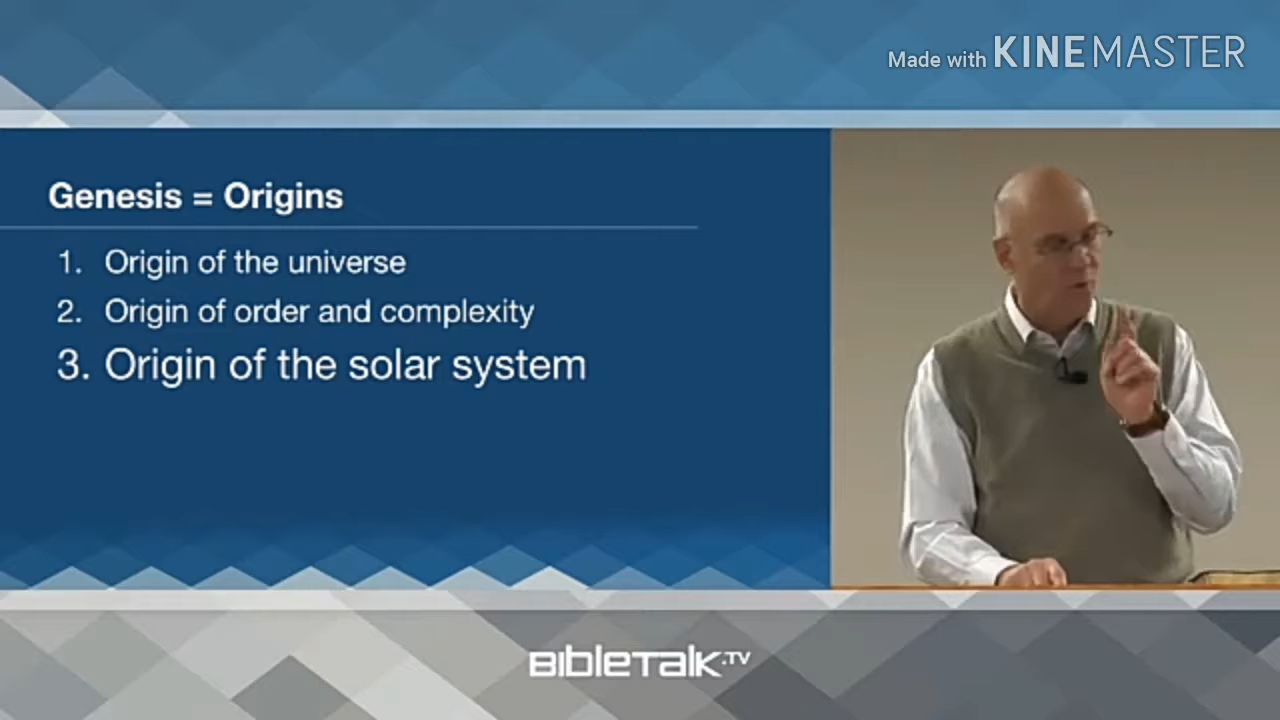 Made with KINEMASTER
Genesis = Origins
1. Origin of the universe
2. Origin of order and complexity
3. Origin of the solar system
BIBLETALK.TV